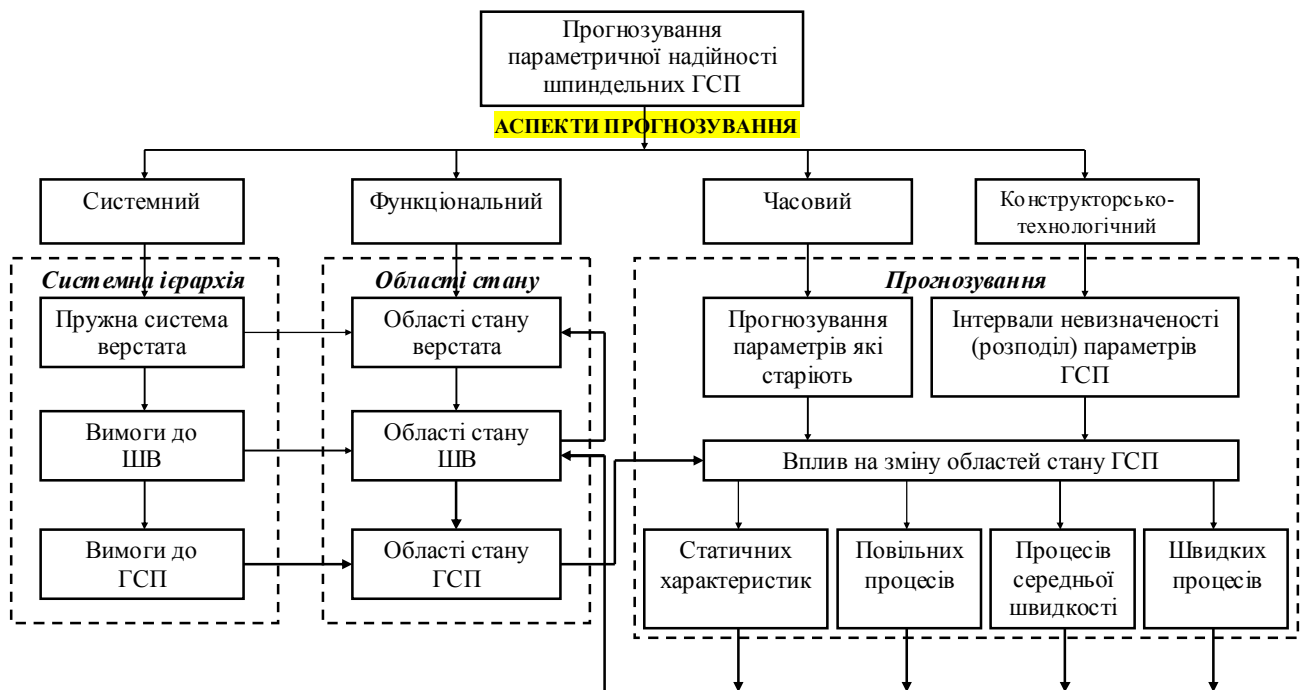 Прогнозування
параметричної надійності
шпиндельних ГСП
АСПЕКТИ ПРОГНОЗУВАННЯ
Системний
Функціональний
Часовий
Конструкторсько-
технологічний
Системна ієрархія
Області стану
Прогнозування
Пружна система
верстата
Області стану
верстата
Прогнозування
параметрів які
старіють
Інтервали невизначеності
(розподіл) параметрів
ГСП
Вимоги до
ШВ
Області стану
ШВ
Вплив на зміну областей стану ГСП
Вимоги до
ГСП
Області стану
ГСП
Статичних
характеристик
Повільних
процесів
Процесів
середньої
швидкості
Швидких
процесів